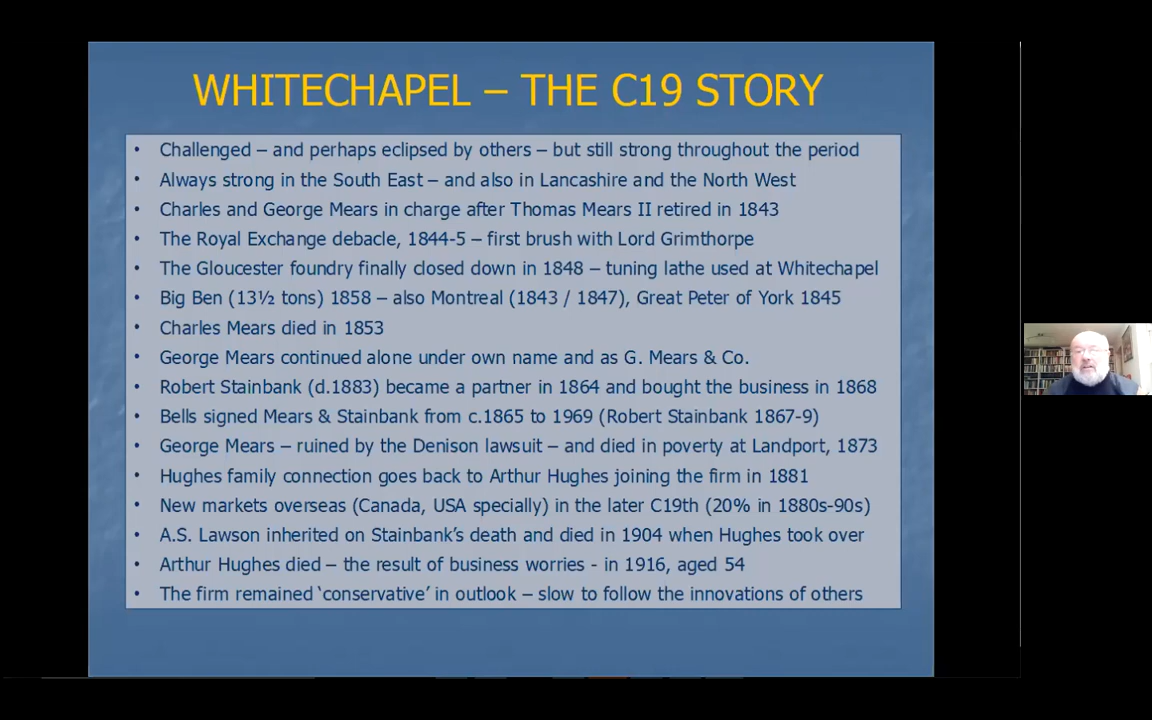 WHITECHAPEL – THE C19 STORY
• Challenged – and perhaps eclipsed by others – but still strong throughout the period
• Always strong in the South East – and also in Lancashire and the North West
• Charles and George Mears in charge after Thomas Mears II retired in 1843
• The Royal Exchange debacle, 1844-5 – first brush with Lord Grimthorpe
• The Gloucester foundry finally closed down in 1848 – tuning lathe used at Whitechapel
• Big Ben (13½ tons) 1858 – also Montreal (1843 / 1847), Great Peter of York 1845
• Charles Mears died in 1853
• George Mears continued alone under own name and as G. Mears & Co.
• Robert Stainbank (d.1883) became a partner in 1864 and bought the business in 1868
• Bells signed Mears & Stainbank from c.1865 to 1969 (Robert Stainbank 1867-9)
• George Mears – ruined by the Denison lawsuit – and died in poverty at Landport, 1873
• Hughes family connection goes back to Arthur Hughes joining the firm in 1881
• New markets overseas (Canada, USA specially) in the later C19th (20% in 1880s-90s)
• A.S. Lawson inherited on Stainbank's death and died in 1904 when Hughes took over
• Arthur Hughes died – the result of business worries - in 1916, aged 54
• The firm remained 'conservative' in outlook – slow to follow the innovations of others